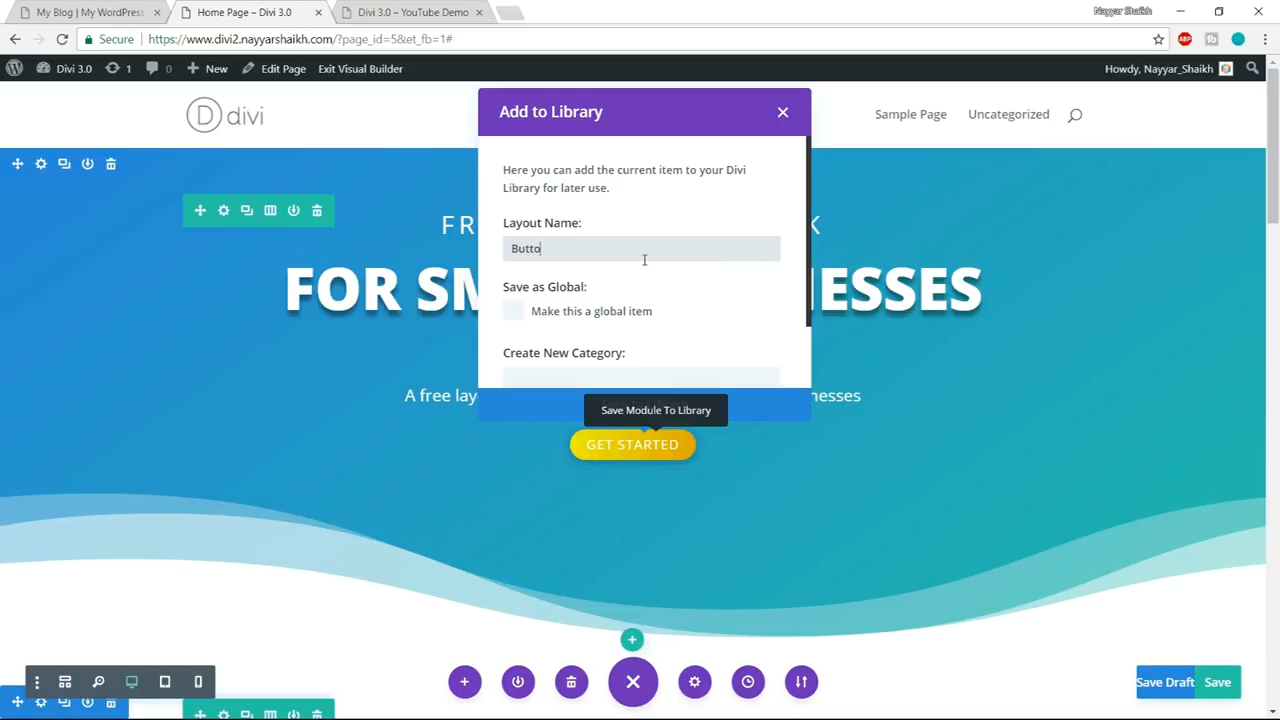 My Blog | My WordPress
Home Page – Divi 3.0
Divi 3.0 – YouTube Demo
Nayyar Shaikh
Secure
https://www.divi2.nayyarshaikh.com/?page_id=5&et_fb=1#
ABP
Divi 3.0
1
0
New
Edit Page
Exit Visual Builder
Howdy, Nayyar_Shaikh
D divi
Add to Library
Sample Page
Uncategorized
Here you can add the current item to your Divi
Library for later use.
Layout Name:
Butto
Save as Global:
Make this a global item
Create New Category:
FR
K
FOR SM
ESSES
A free lay
nesses
Save Module To Library
GET STARTED
Save Draft
Save